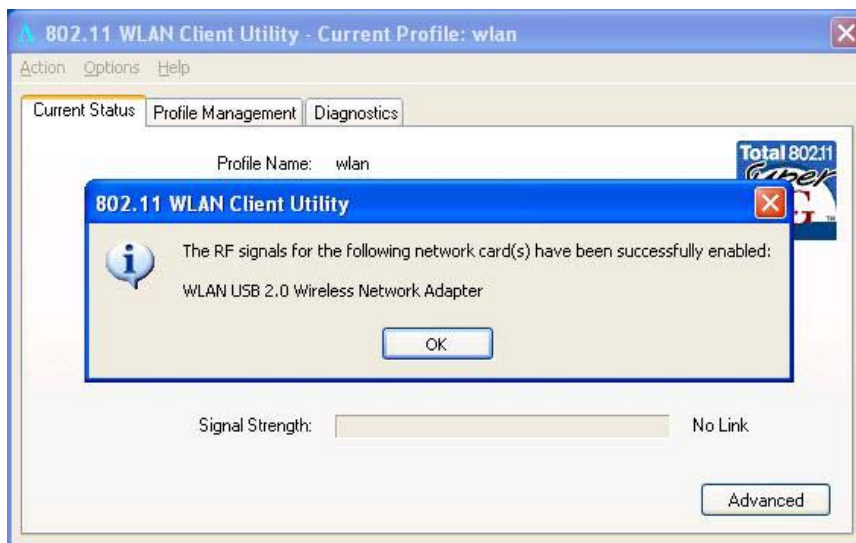 802.11 WLAN Client Utility - Current Profile: wlan
Action Options Help
Current Status Profile Management Diagnostics
Profile Name: wlan
Total 802.11
Super
G
TM
802.11 WLAN Client Utility
The RF signals for the following network card(s) have been successfully enabled:
WLAN USB 2.0 Wireless Network Adapter
OK
Signal Strength: No Link
Advanced